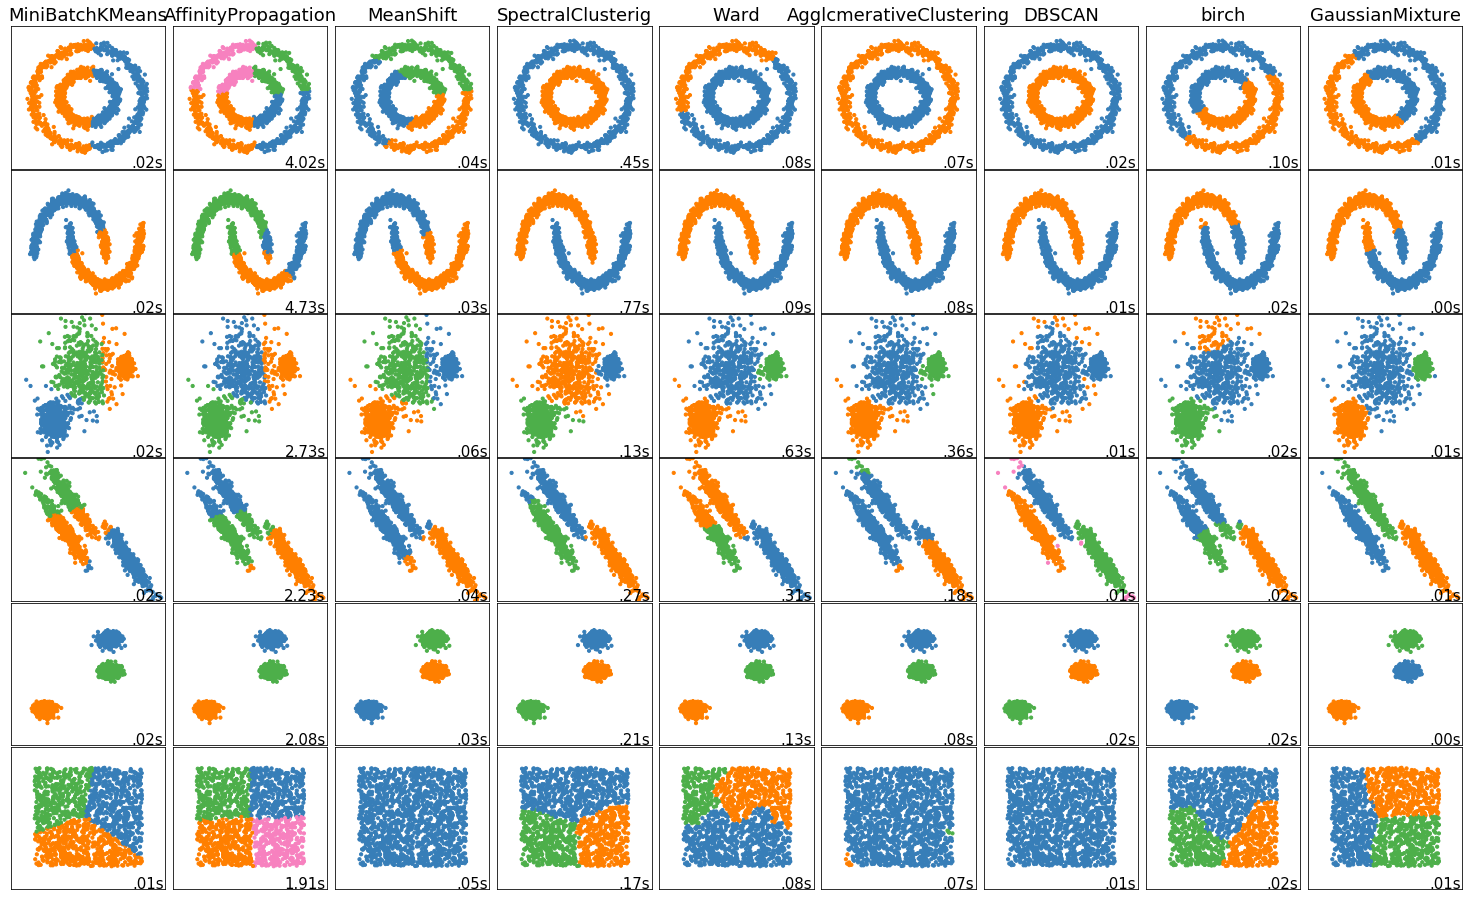 MiniBatchKMeans AffinityPropagation MeanShift SpectralClusterig Ward AgglcmerativeClustering DBSCAN birch GaussianMixture
.02s 4.02s .04s .45s .08s .07s .02s .10s .01s
.02s 4.73s .03s .77s .09s .08s .01s .02s .00s
.02s 2.73s .06s .13s .63s .36s .01s .02s .01s
.02s 2.23s .04s .27s .31s .18s .01s .02s .01s
.02s 2.08s .03s .21s .13s .08s .02s .02s .00s
.01s 1.91s .05s .17s .08s .07s .01s .02s .01s